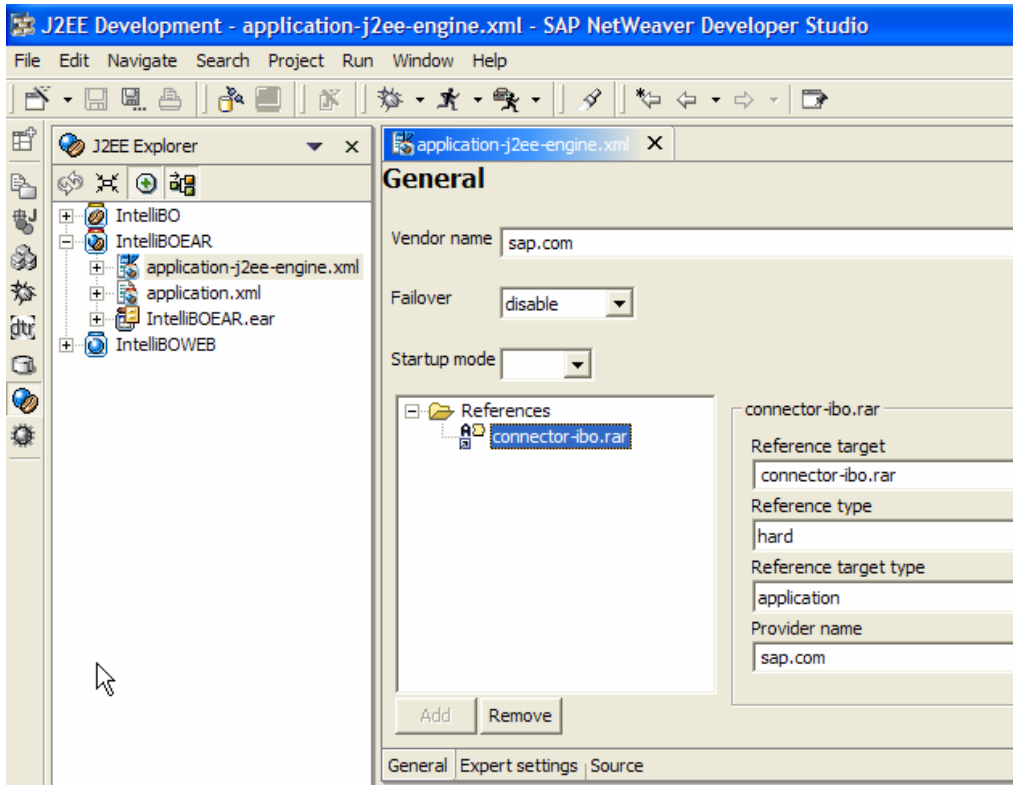 J2EE Development - application-j2ee-engine.xml - SAP NetWeaver Developer Studio
File Edit Navigate Search Project Run Window Help
J2EE Explorer
application-j2ee-engine.xml
General
IntelliBO
IntelliBOEAR
application-j2ee-engine.xml
application.xml
IntelliBOEAR.ear
IntelliBOWEB
dtr
Vendor name sap.com
Failover disable
Startup mode
References
connector-ibo.rar
connector-ibo.rar
Reference target
connector-ibo.rar
Reference type
hard
Reference target type
application
Provider name
sap.com
Add Remove
General Expert settings Source